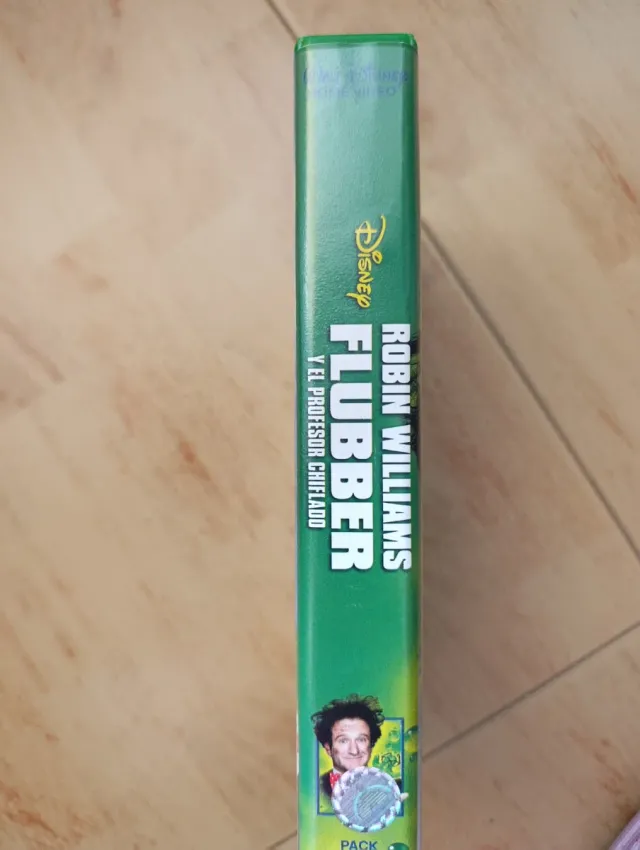 DISNEY
ROBIN WILLIAMS
FLUBBER
Y EL PROFESOR CHIFLADO
PACK